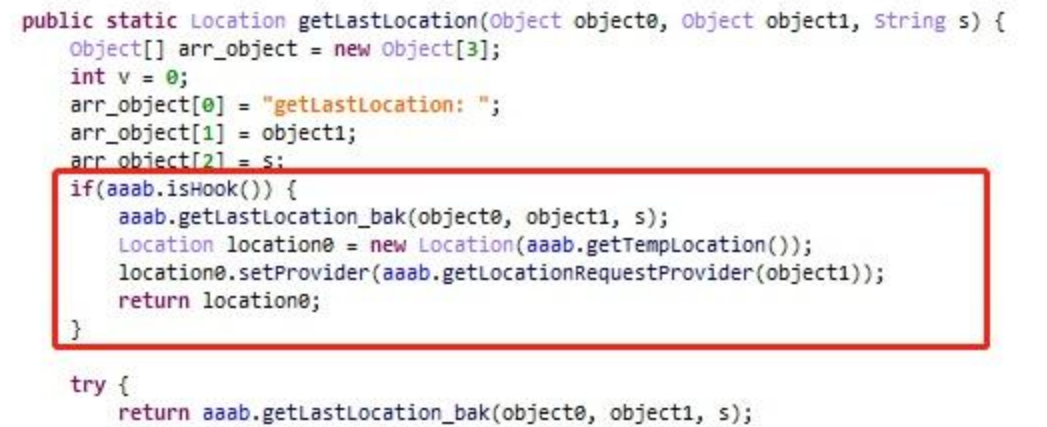 public static Location getLastLocation(Object object0, Object object1, String s) {
Object[] arr_object = new Object[3];
int v = 0;
arr_object[0] = "getLastLocation: ";
arr_object[1] = object1;
arr_object[2] = s;
if(aaab.isHook()) {
aaab.getLastLocation_bak(object0, object1, s);
Location location0 = new Location(aaab.getTempLocation());
location0.setProvider(aaab.getLocationRequestProvider(object1));
return location0;
}
try {
return aaab.getLastLocation_bak(object0, object1, s);